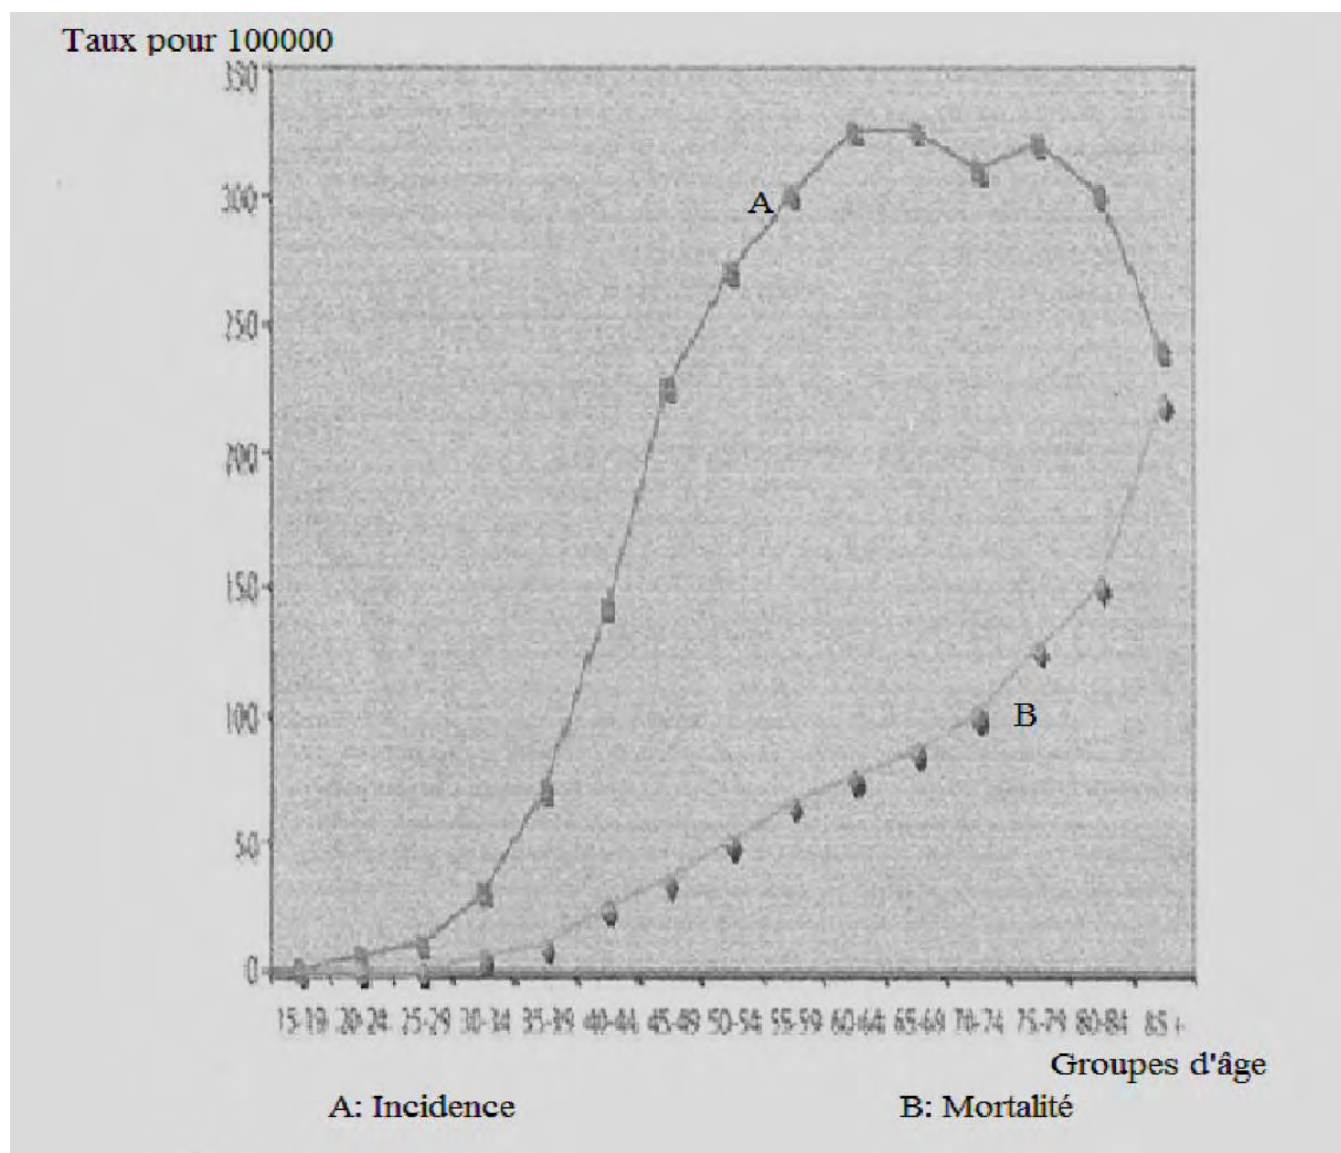 Taux pour 100000
350
300
250
200
150
100
50
0
15-19 20-24 25-29 30-34 35-39 40-44 45-49 50-54 55-59 60-64 65-69 70-74 75-79 80-84 85+
A
B
Groupes d'âge
A: Incidence B: Mortalité